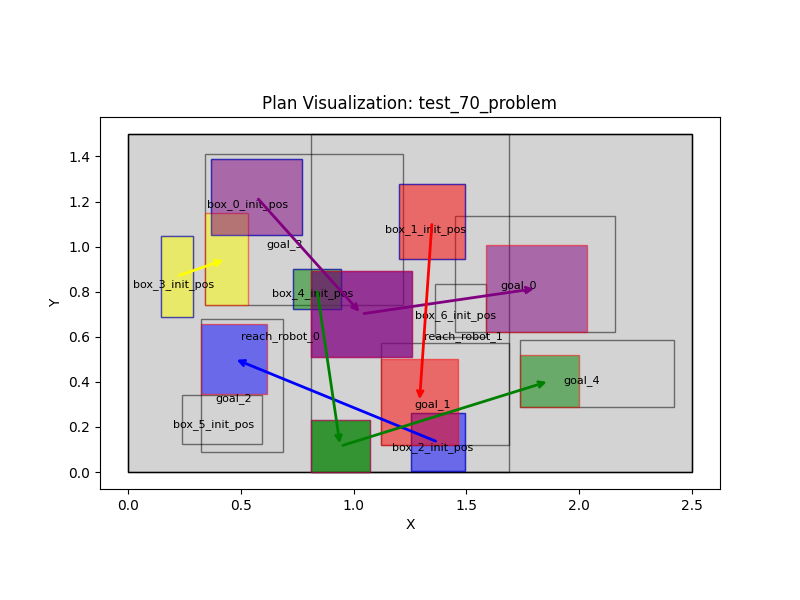 Plan Visualization: test_70_problem
1.4
1.2
1.0
0.8
0.6
0.4
0.2
0.0
Y
box_0_init_pos
box_1_init_pos
goal_3
box_3_init_pos
box_4_init_pos
goal_0
box_6_init_pos
reach_robot_0
reach_robot_1
goal_4
goal_2
goal_1
box_5_init_pos
box_2_init_pos
0.0
0.5
1.0
1.5
2.0
2.5
X